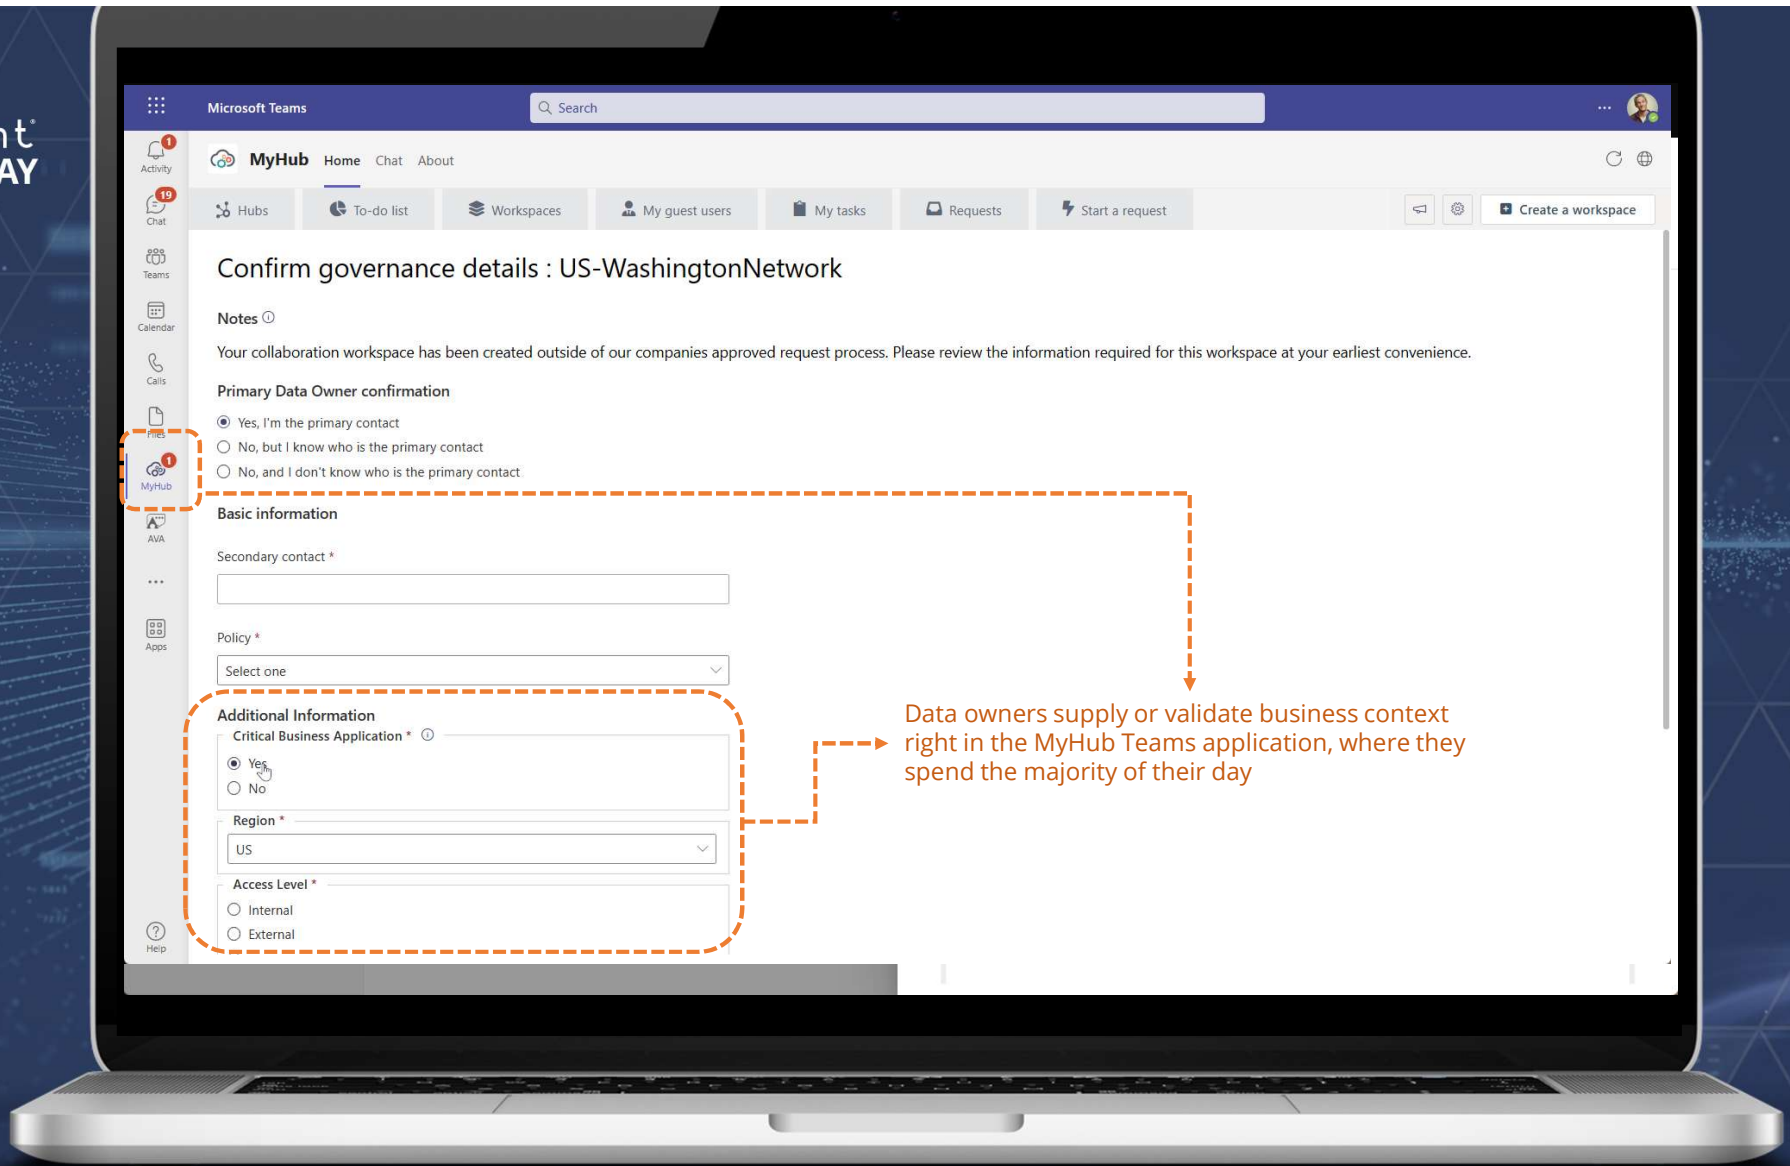 AY
Microsoft Teams
Search
1
Activity
MyHub Home Chat About
19
Chat
Hubs
To-do list
Workspaces
My guest users
My tasks
Requests
Start a request
Create a workspace
Teams
Confirm governance details : US-WashingtonNetwork
Calendar
Notes
Your collaboration workspace has been created outside of our companies approved request process. Please review the information required for this workspace at your earliest convenience.
Calls
Primary Data Owner confirmation
Yes, I'm the primary contact
Files
No, but I know who is the primary contact
1
No, and I don't know who is the primary contact
MyHub
Basic information
AVA
Secondary contact *
Apps
Policy *
Select one
Additional Information
Critical Business Application *
Yes
No
Data owners supply or validate business context
right in the MyHub Teams application, where they
spend the majority of their day
Region *
US
Access Level *
Internal
External
Help